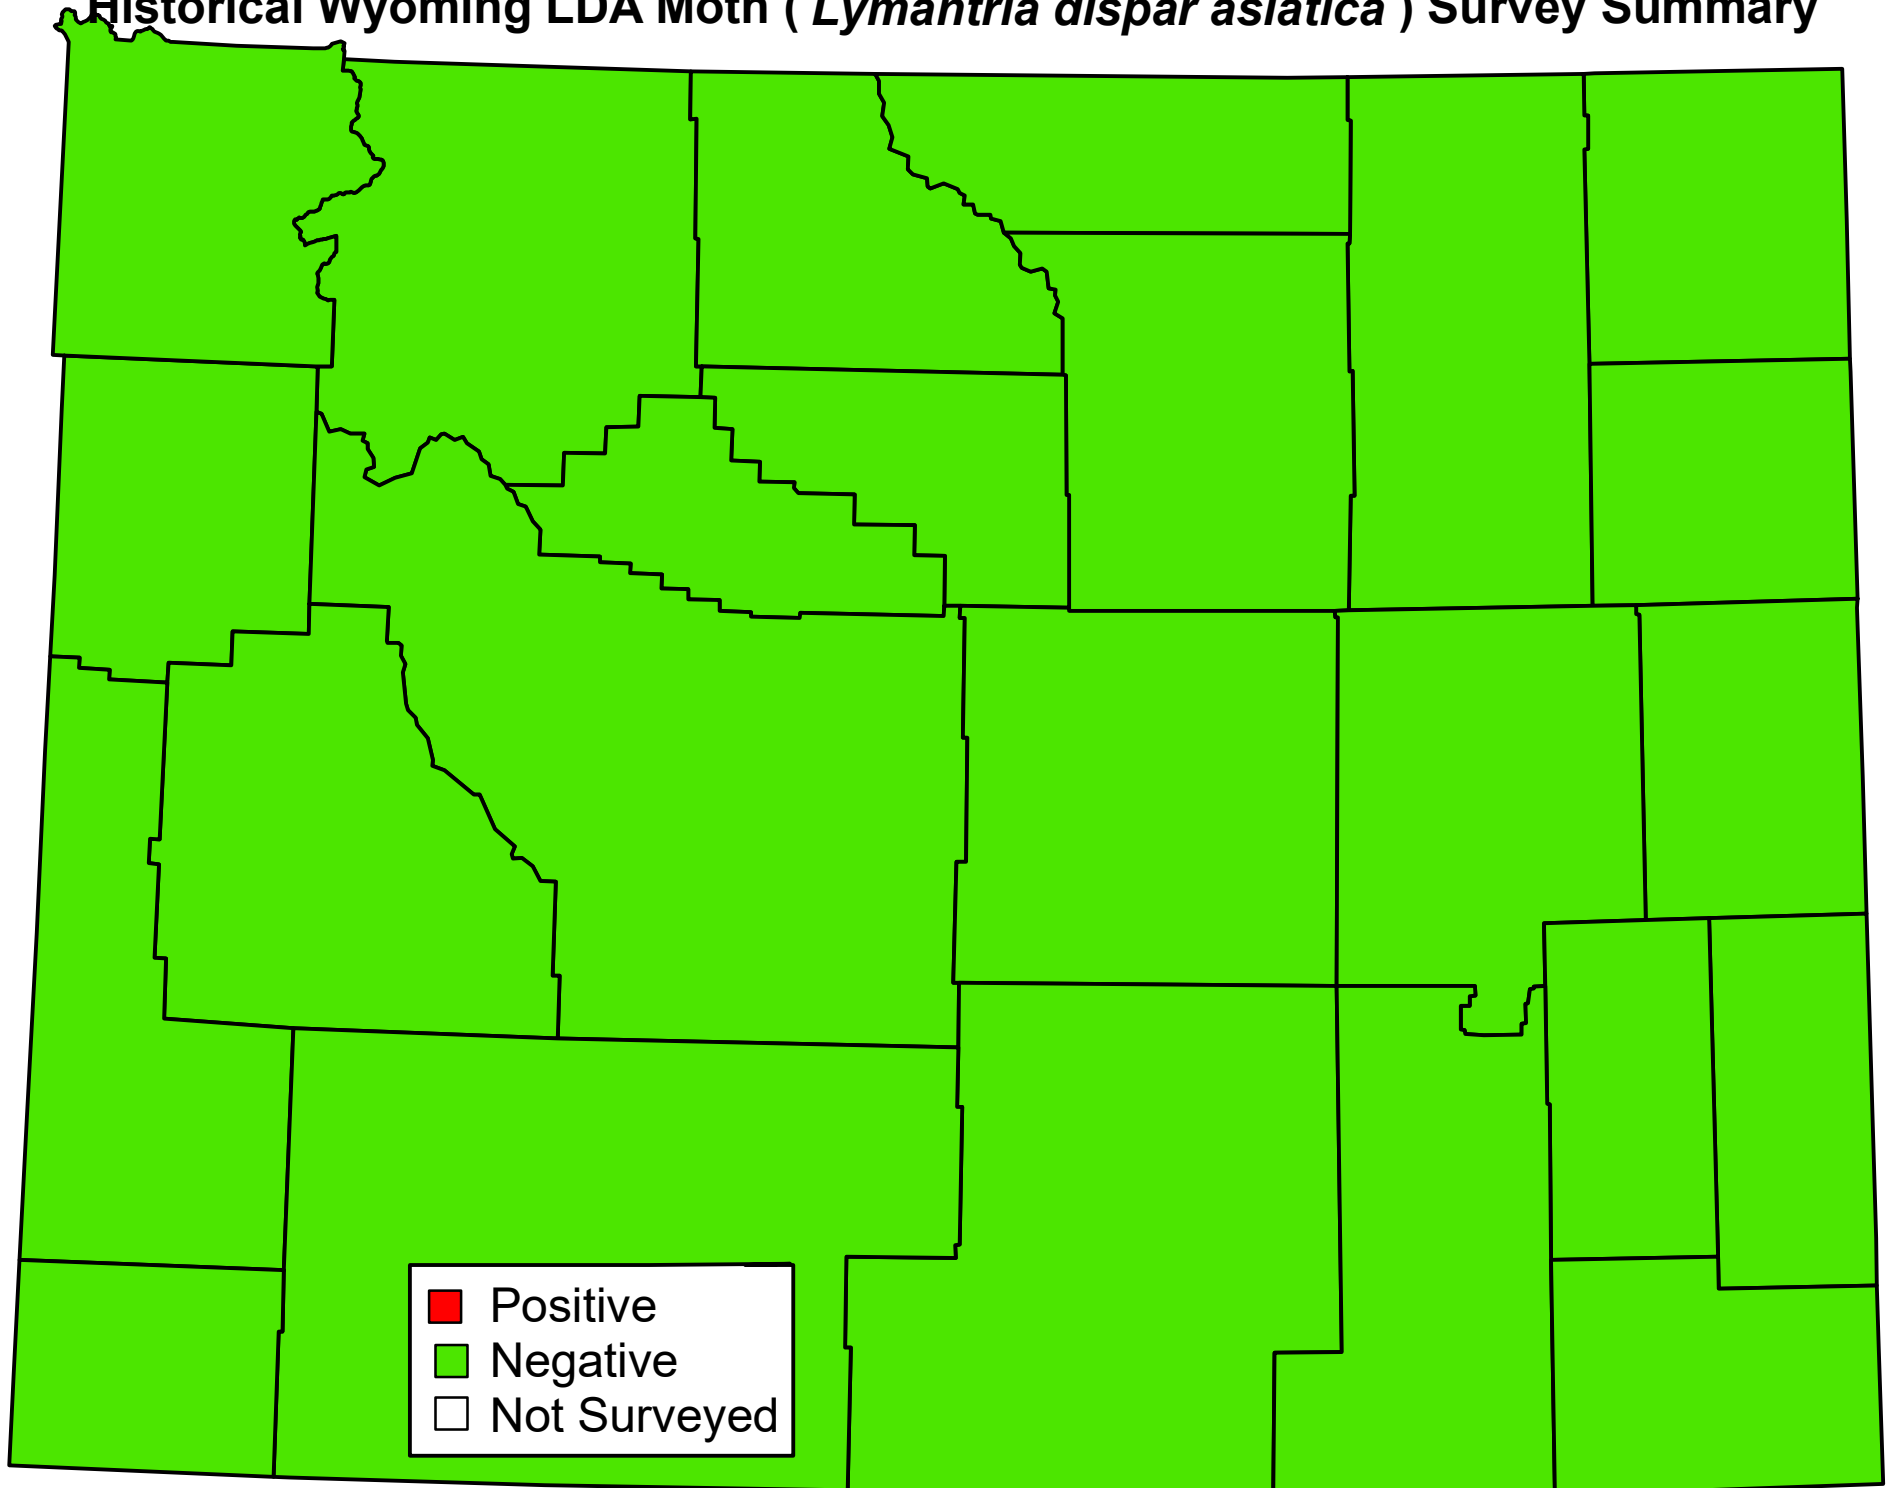 Historical Wyoming LDA Moth ( Lymantria dispar asiatica ) Survey Summary
Positive
Negative
Not Surveyed